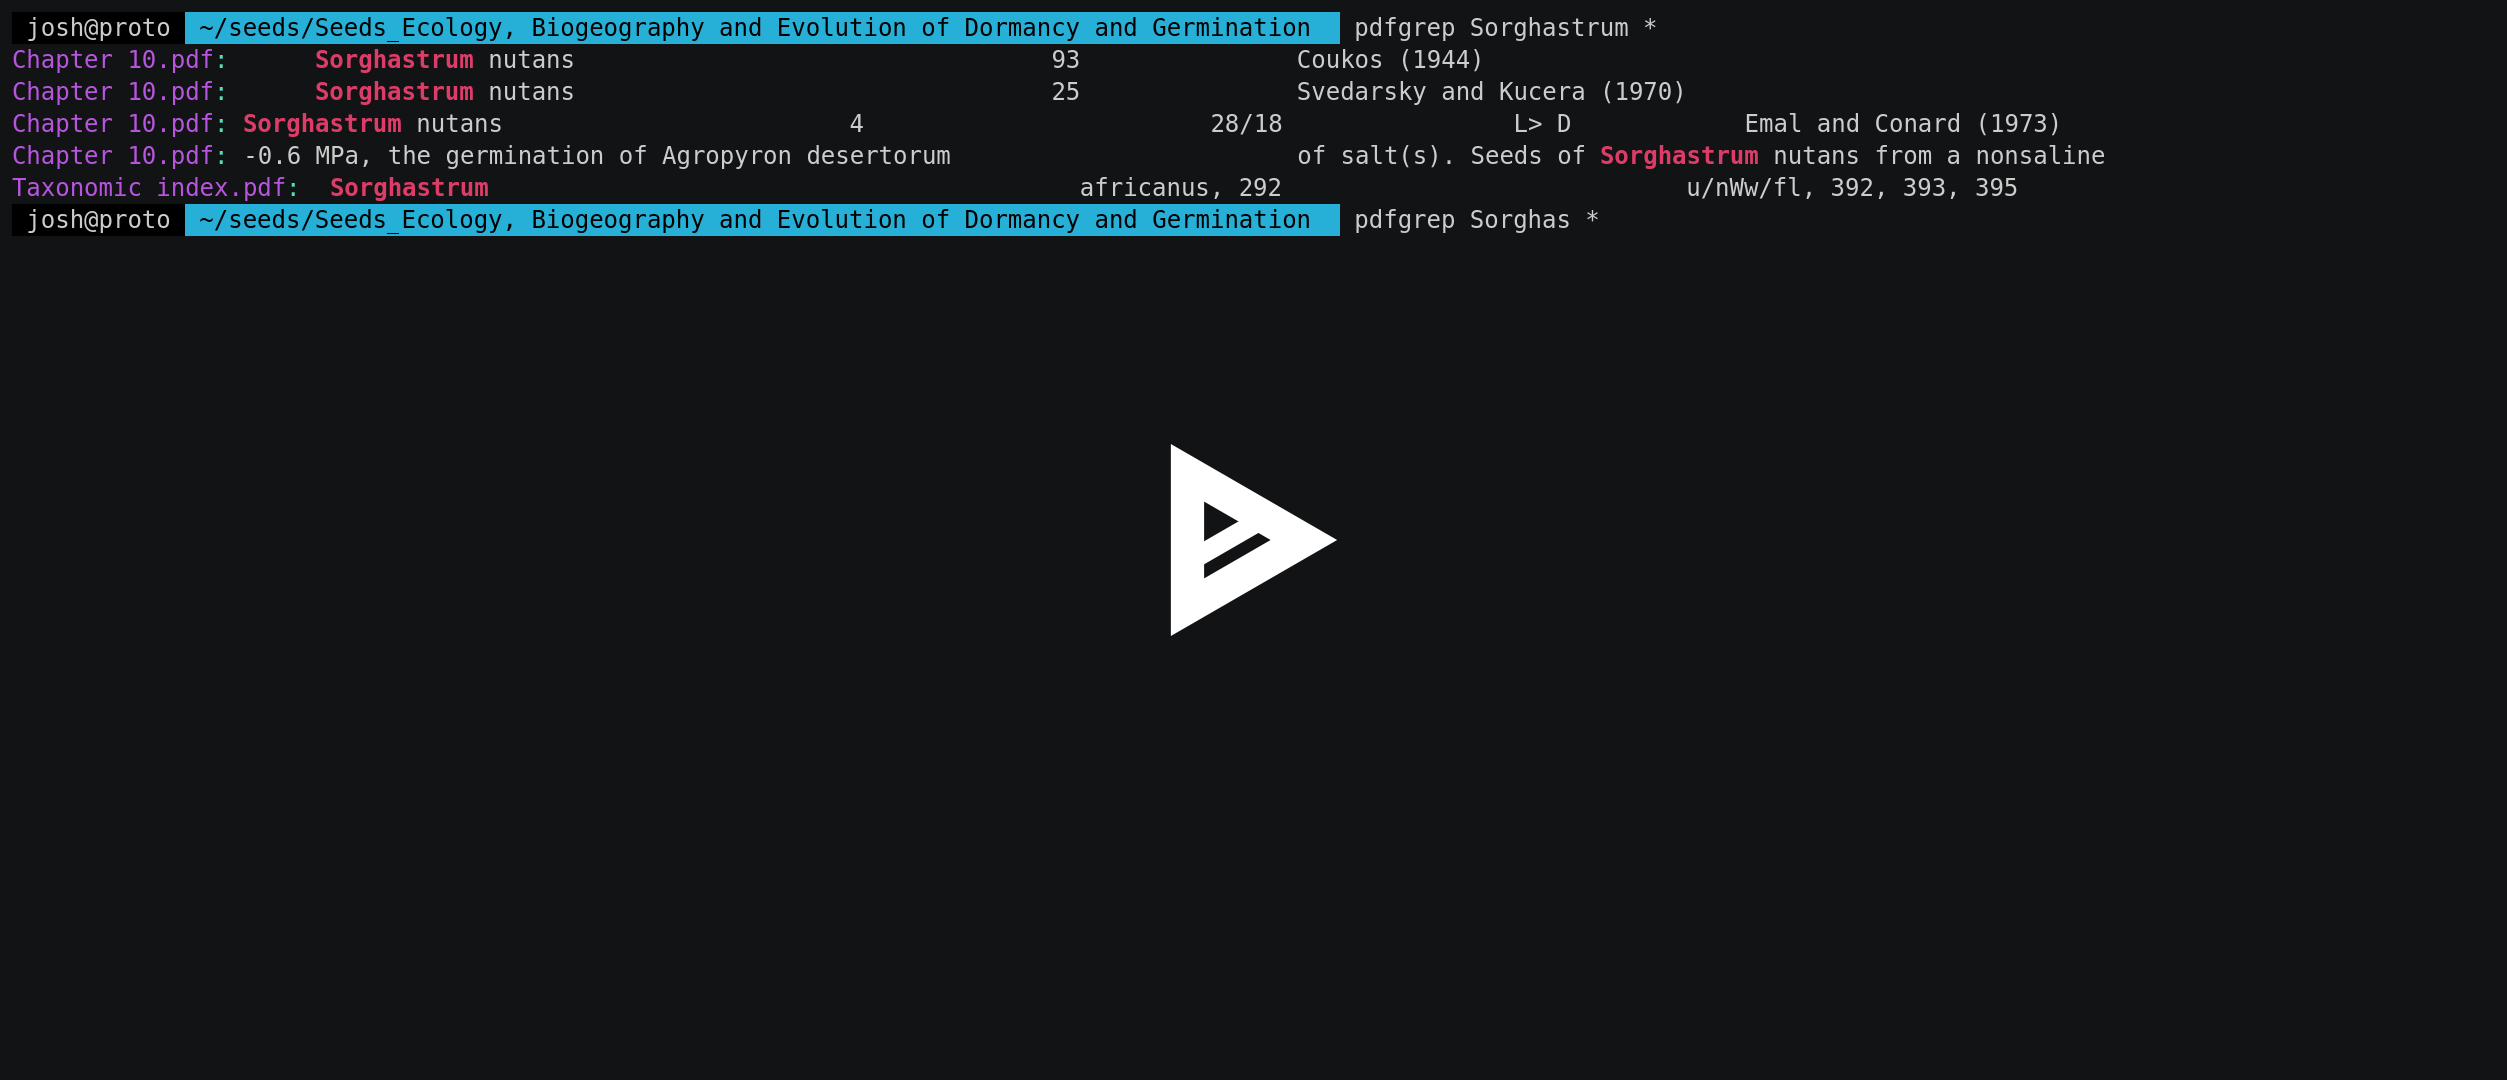 josh@proto ~/seeds/Seeds_Ecology, Biogeography and Evolution of Dormancy and Germination pdfgrep Sorghastrum *
Chapter 10.pdf: Sorghastrum nutans 93 Coukos (1944)
Chapter 10.pdf: Sorghastrum nutans 25 Svedarsky and Kucera (1970)
Chapter 10.pdf: Sorghastrum nutans 4 28/18 L> D Emal and Conard (1973)
Chapter 10.pdf: -0.6 MPa, the germination of Agropyron desertorum of salt(s). Seeds of Sorghastrum nutans from a nonsaline
Taxonomic index.pdf: Sorghastrum africanus, 292 u/nWw/fl, 392, 393, 395
josh@proto ~/seeds/Seeds_Ecology, Biogeography and Evolution of Dormancy and Germination pdfgrep Sorghas *